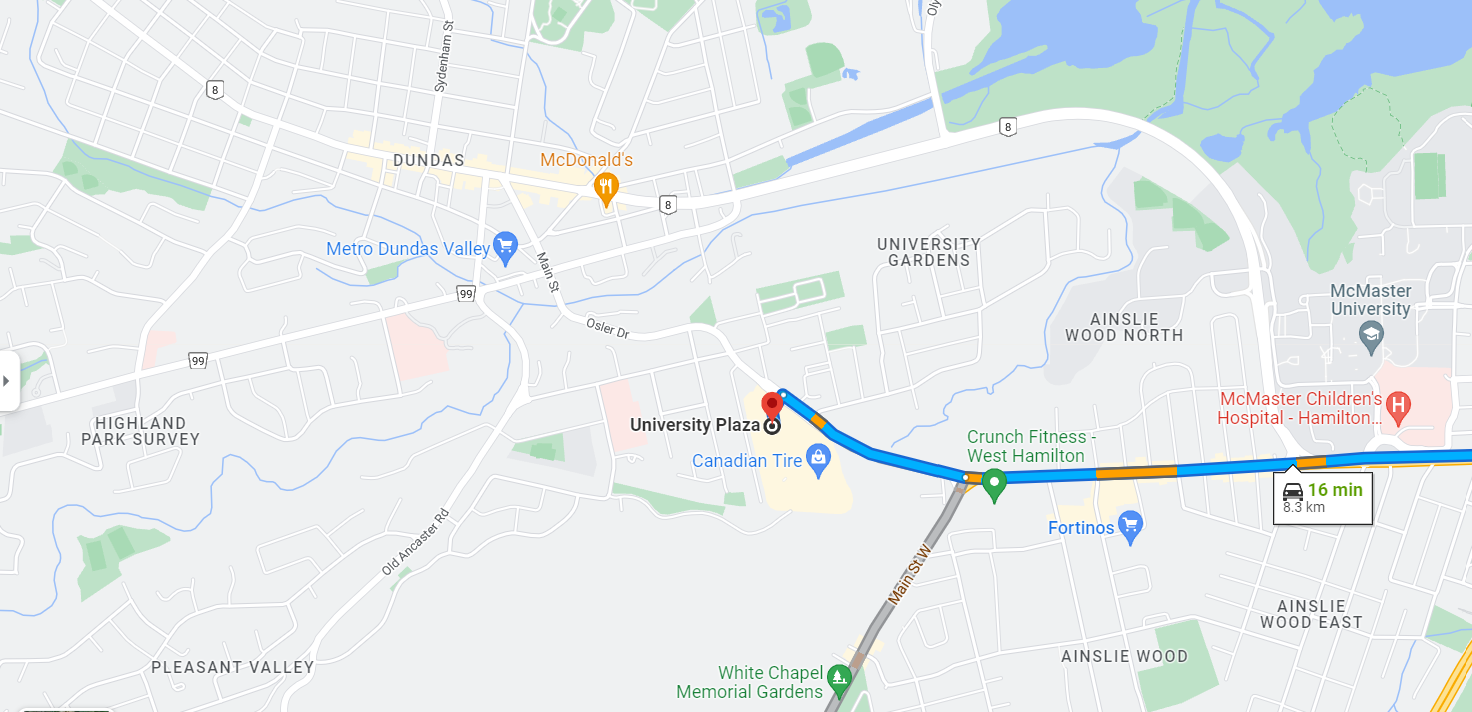 Sydenham St
8
DUNDAS
McDonald's
8
8
Metro Dundas Valley
99
Main St
UNIVERSITY
GARDENS
McMaster
University
AINSLIE
WOOD NORTH
Osler Dr
99
HIGHLAND
PARK SURVEY
University Plaza
Canadian Tire
McMaster Children's
Hospital - Hamilton...
H
Crunch Fitness -
West Hamilton
16 min
8.3 km
Fortinos
Old Ancaster Rd
Main St W
AINSLIE
WOOD EAST
PLEASANT VALLEY
AINSLIE WOOD
White Chapel
Memorial Gardens